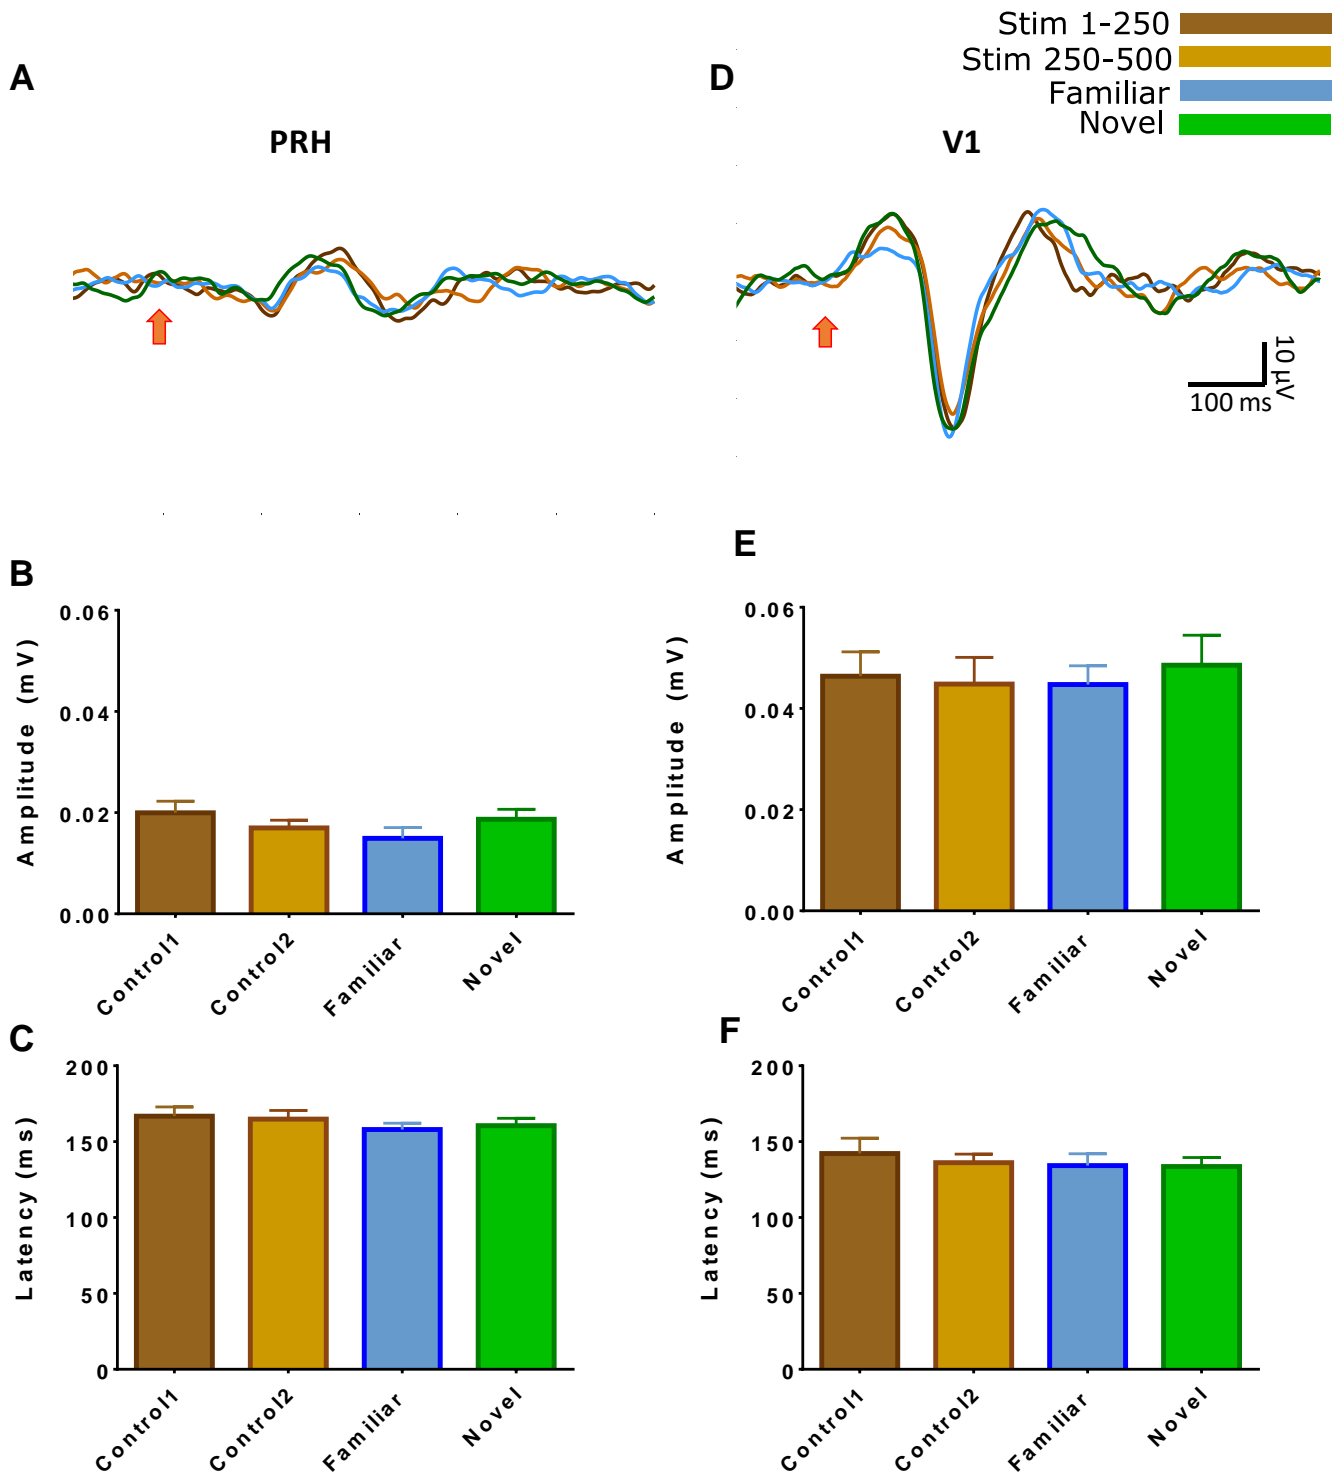 Stim 1-250
Stim 250-500
Familiar
Novel
A
PRH
D
V1
10 µV
100 ms
B
Amplitude (mV)
0.06
0.04
0.02
0.00
Control1
Control2
Familiar
Novel
E
Amplitude (mV)
0.06
0.04
0.02
0.00
Control1
Control2
Familiar
Novel
C
Latency (ms)
200
150
100
50
0
Control1
Control2
Familiar
Novel
F
Latency (ms)
200
150
100
50
0
Control1
Control2
Familiar
Novel